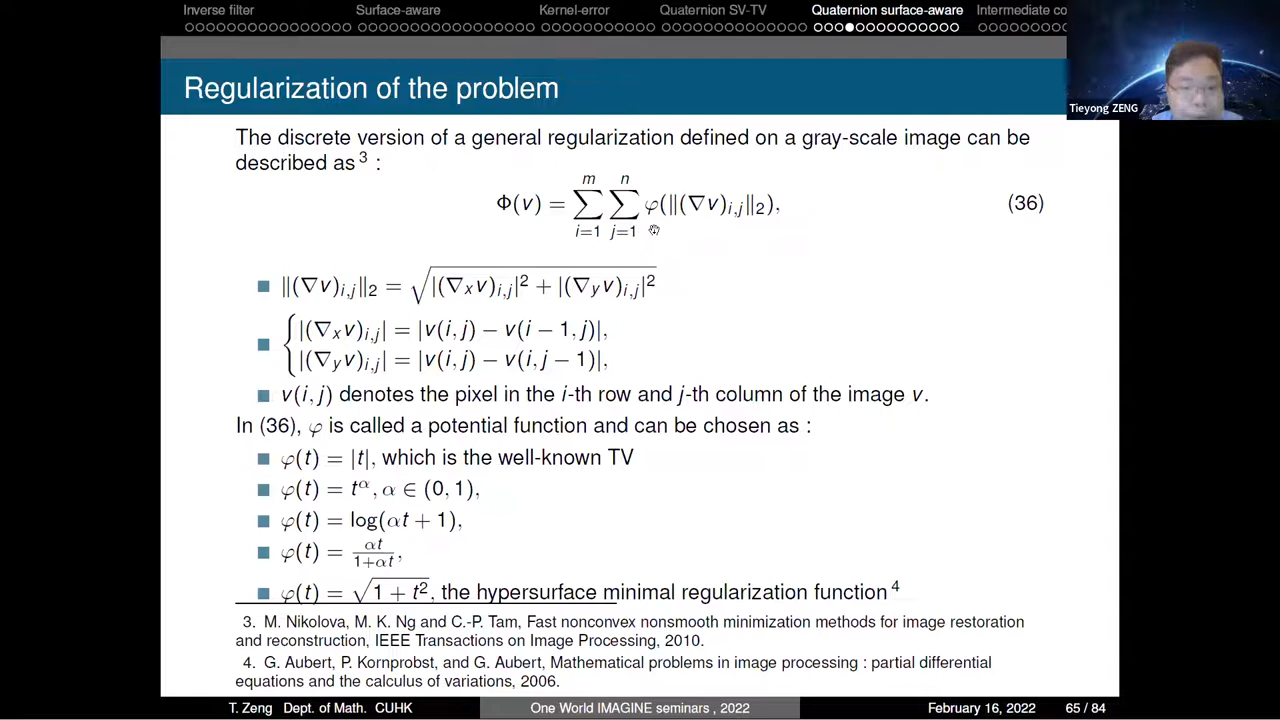 Inverse filter Surface-aware Kernel-error Quaternion SV-TV Quaternion surface-aware Intermediate co
Regularization of the problem
Tieyong ZENG
The discrete version of a general regularization defined on a gray-scale image can be
described as 3 :
Φ(v) = ∑_{i=1}^{m} ∑_{j=1}^{n} φ(‖(∇v)_{i,j}‖_2), (36)
‖(∇v)_{i,j}‖_2 = √(|(∇_x v)_{i,j}|² + |(∇_y v)_{i,j}|²)
{ |(∇_x v)_{i,j}| = |v(i, j) − v(i − 1, j)|,
|(∇_y v)_{i,j}| = |v(i, j) − v(i, j − 1)|,
v(i, j) denotes the pixel in the i-th row and j-th column of the image v.
In (36), φ is called a potential function and can be chosen as :
φ(t) = |t|, which is the well-known TV
φ(t) = t^α, α ∈ (0, 1),
φ(t) = log(αt + 1),
φ(t) = αt/(1+αt),
φ(t) = √(1 + t²), the hypersurface minimal regularization function 4
3. M. Nikolova, M. K. Ng and C.-P. Tam, Fast nonconvex nonsmooth minimization methods for image restoration
and reconstruction, IEEE Transactions on Image Processing, 2010.
4. G. Aubert, P. Kornprobst, and G. Aubert, Mathematical problems in image processing : partial differential
equations and the calculus of variations, 2006.
T. Zeng Dept. of Math. CUHK One World IMAGINE seminars , 2022 February 16, 2022 65 / 84